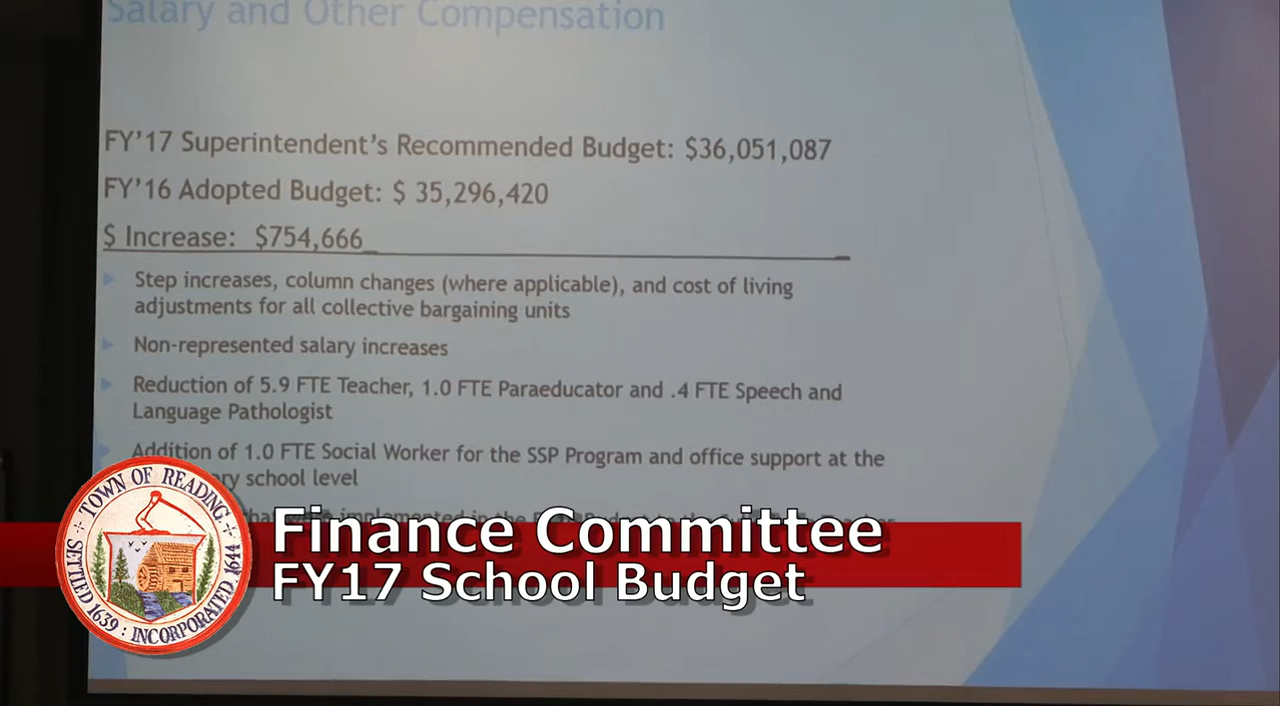 Salary and Other Compensation
FY'17 Superintendent's Recommended Budget: $36,051,087
FY'16 Adopted Budget: $ 35,296,420
$ Increase: $754,666_
Step increases, column changes (where applicable), and cost of living
adjustments for all collective bargaining units
Non-represented salary increases
Reduction of 5.9 FTE Teacher, 1.0 FTE Paraeducator and .4 FTE Speech and
Language Pathologist
Addition of 1.0 FTE Social Worker for the SSP Program and office support at the
school level
implemented in the
Finance Committee
FY17 School Budget
TOWN OF READING
SETTLED 1639 : INCORPORATED 1644